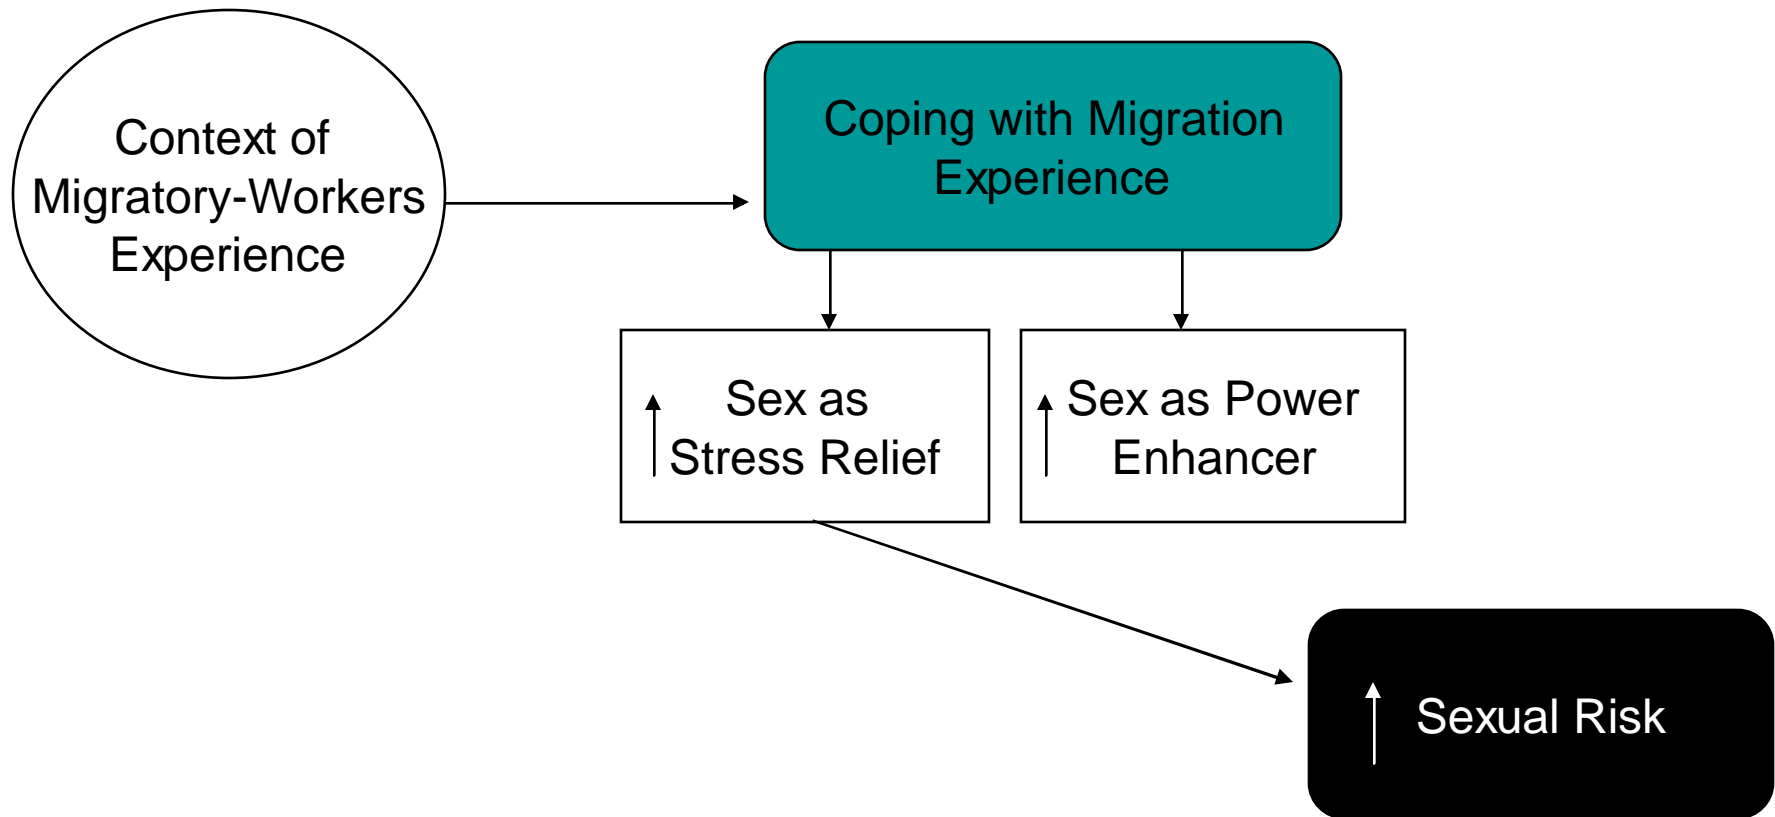 Context of
Migratory-Workers
Experience
Coping with Migration
Experience
Sex as
Stress Relief
Sex as Power
Enhancer
Sexual Risk